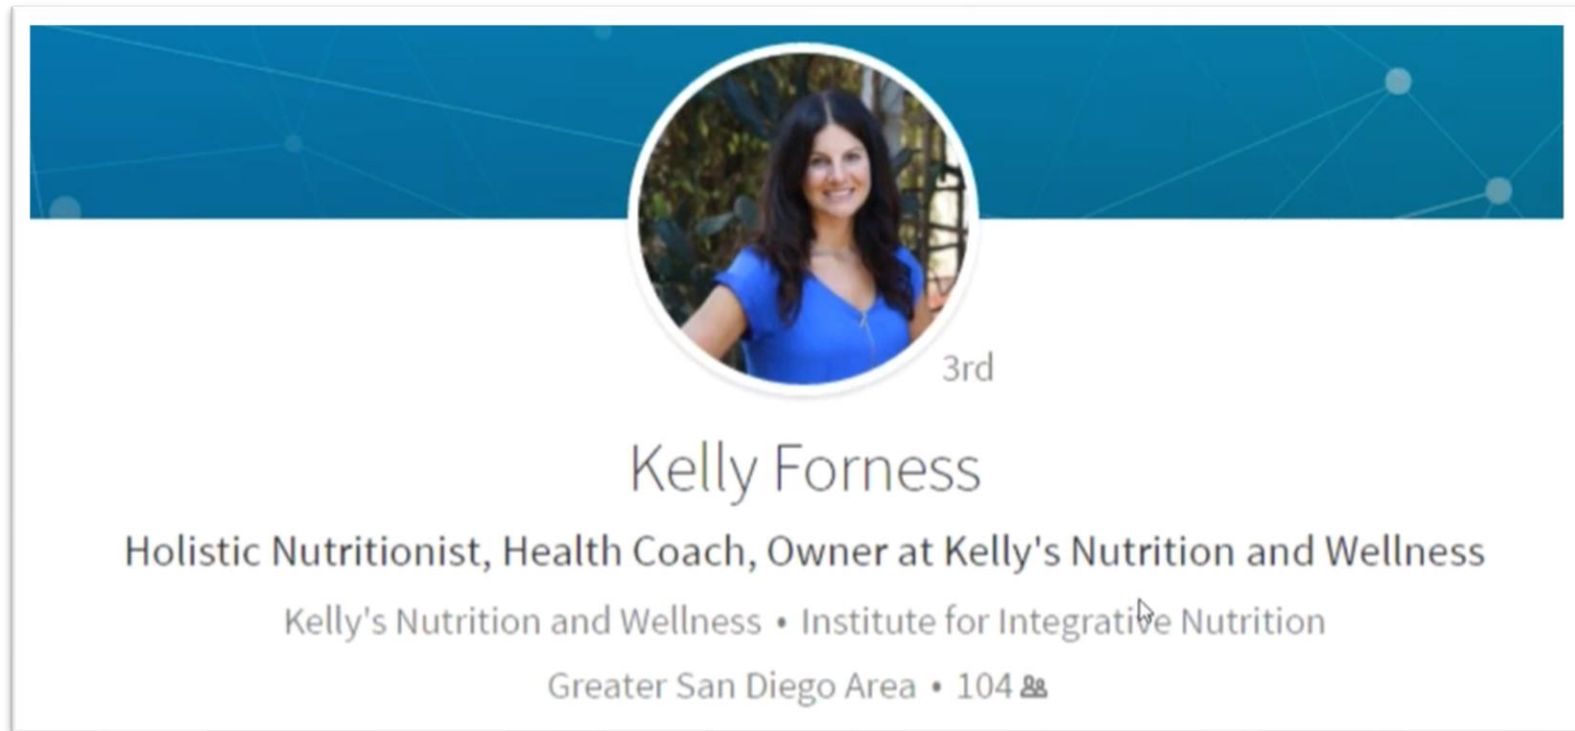 3rd
Kelly Forness
Holistic Nutritionist, Health Coach, Owner at Kelly's Nutrition and Wellness
Kelly's Nutrition and Wellness • Institute for Integrative Nutrition
Greater San Diego Area • 104